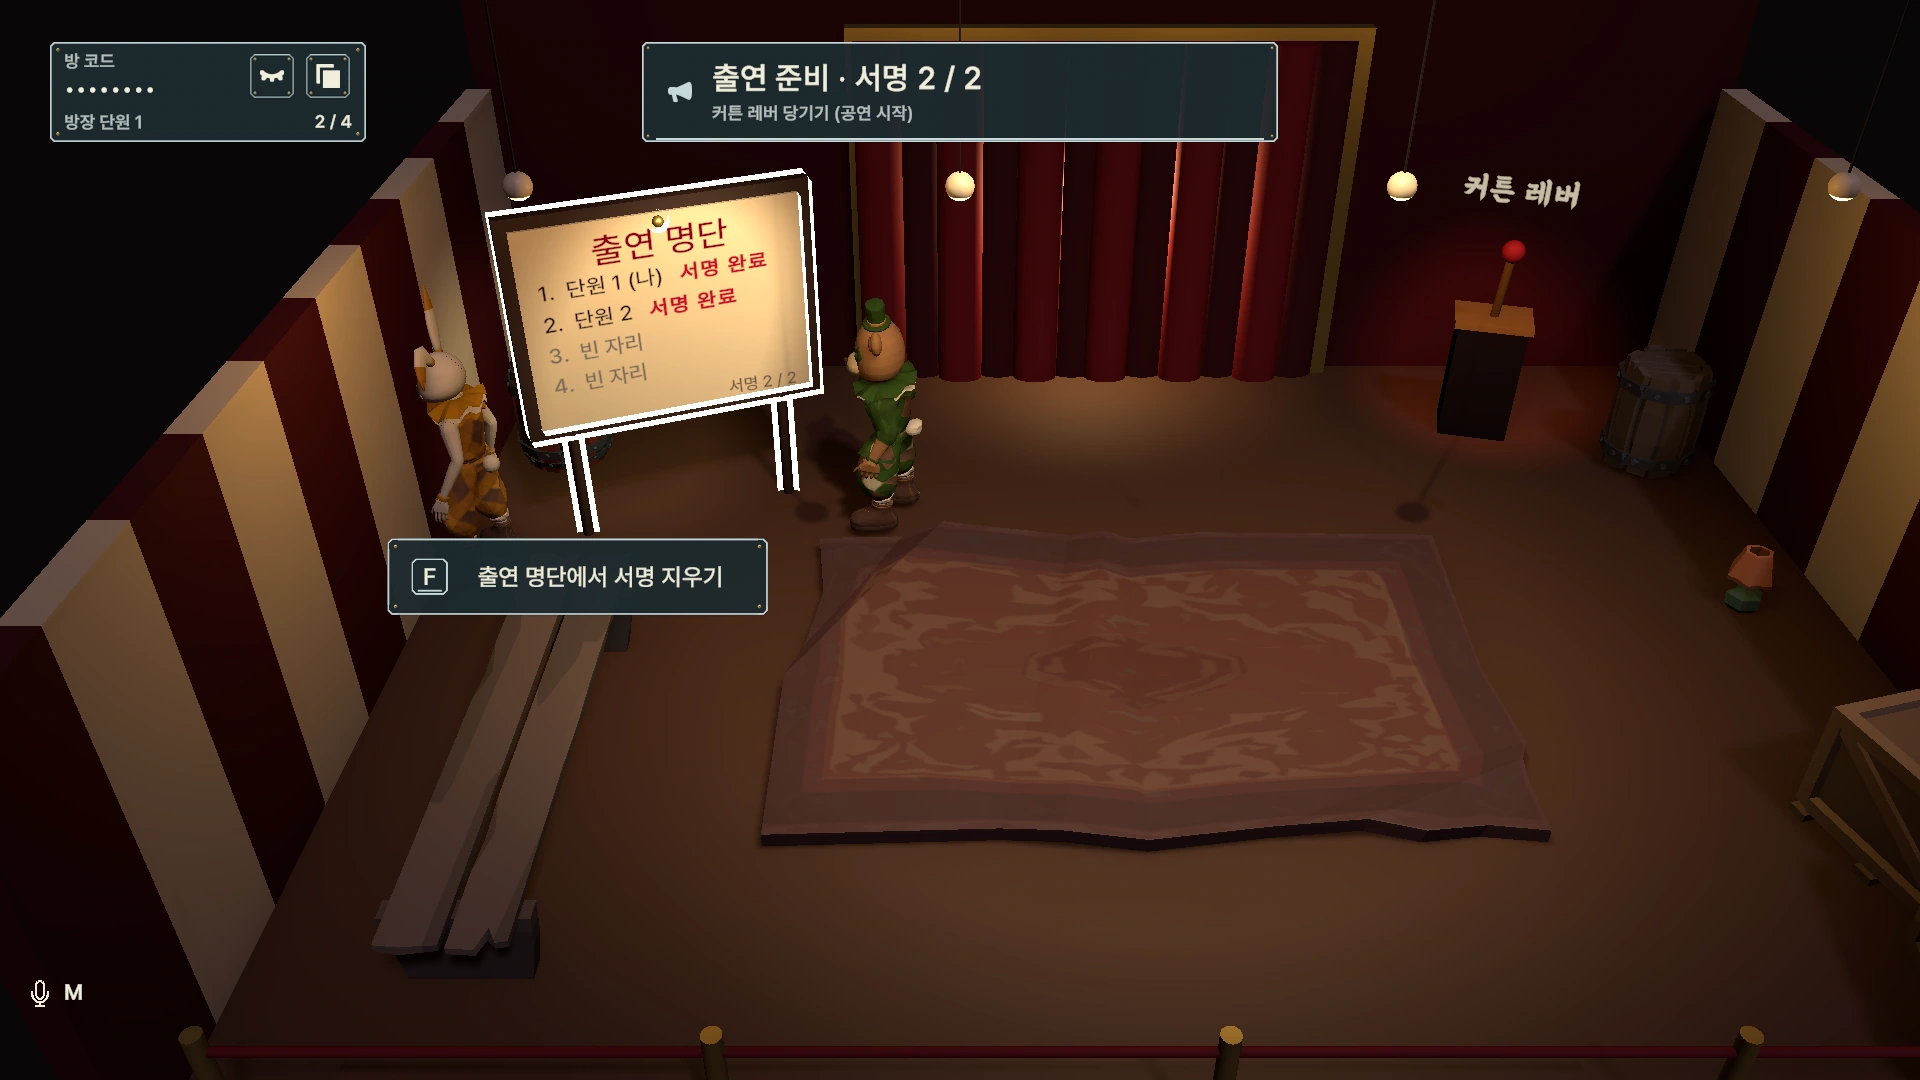 방 코드
••••••••
방장 단원 1
2 / 4
출연 준비 · 서명 2 / 2
커튼 레버 당기기 (공연 시작)
커튼 레버
출연 명단
1. 단원 1 (나) 서명 완료
2. 단원 2 서명 완료
3. 빈 자리
4. 빈 자리
서명 2 / 2
F 출연 명단에서 서명 지우기
M